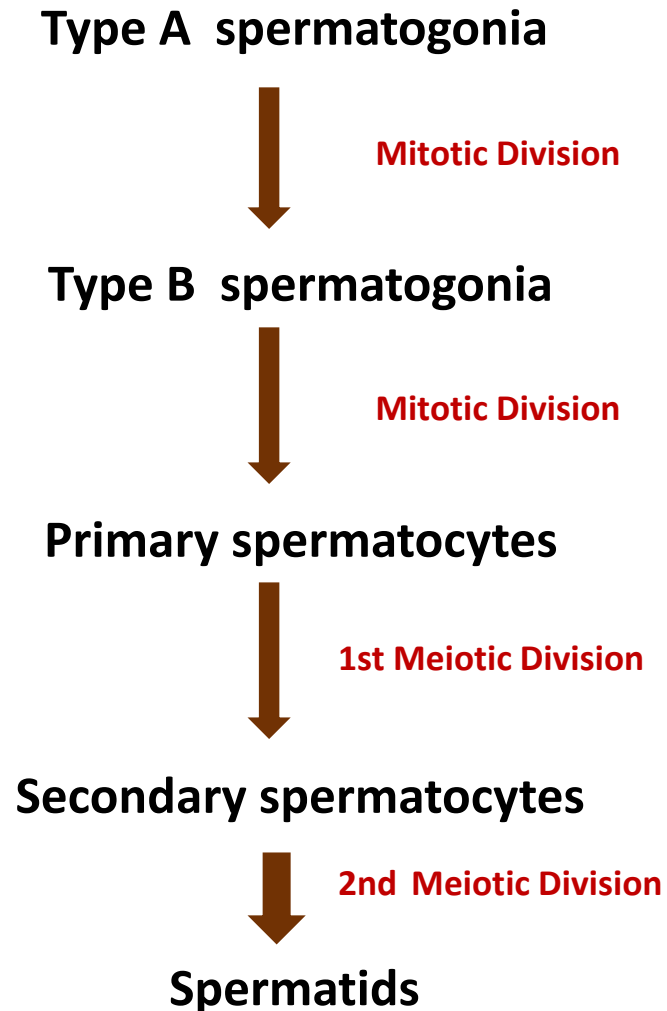 Type A spermatogonia
Mitotic Division
Type B spermatogonia
Mitotic Division
Primary spermatocytes
1st Meiotic Division
Secondary spermatocytes
2nd Meiotic Division
Spermatids